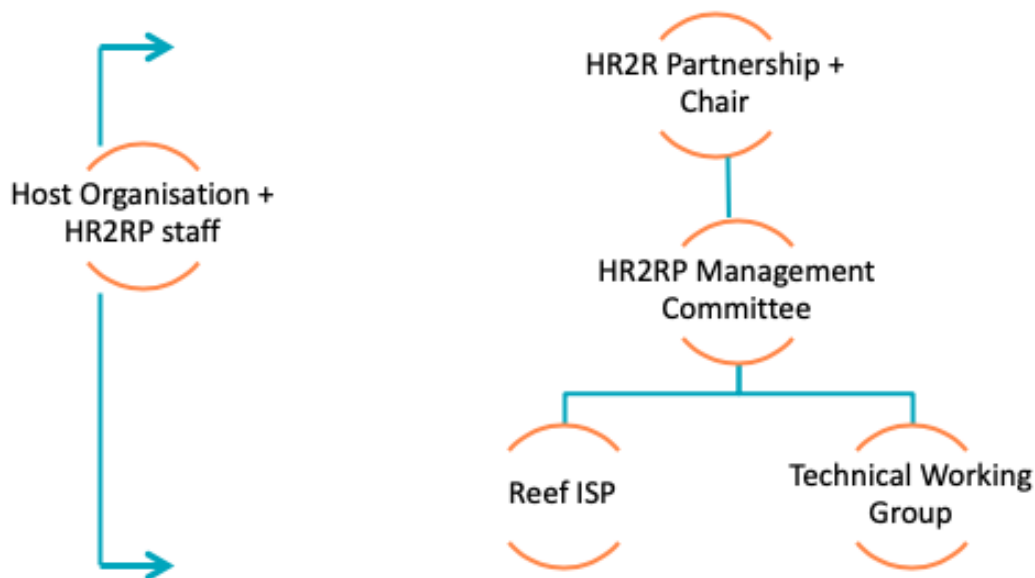 HR2R Partnership +
Chair
Host Organisation +
HR2RP staff
HR2RP Management
Committee
Reef ISP
Technical Working
Group